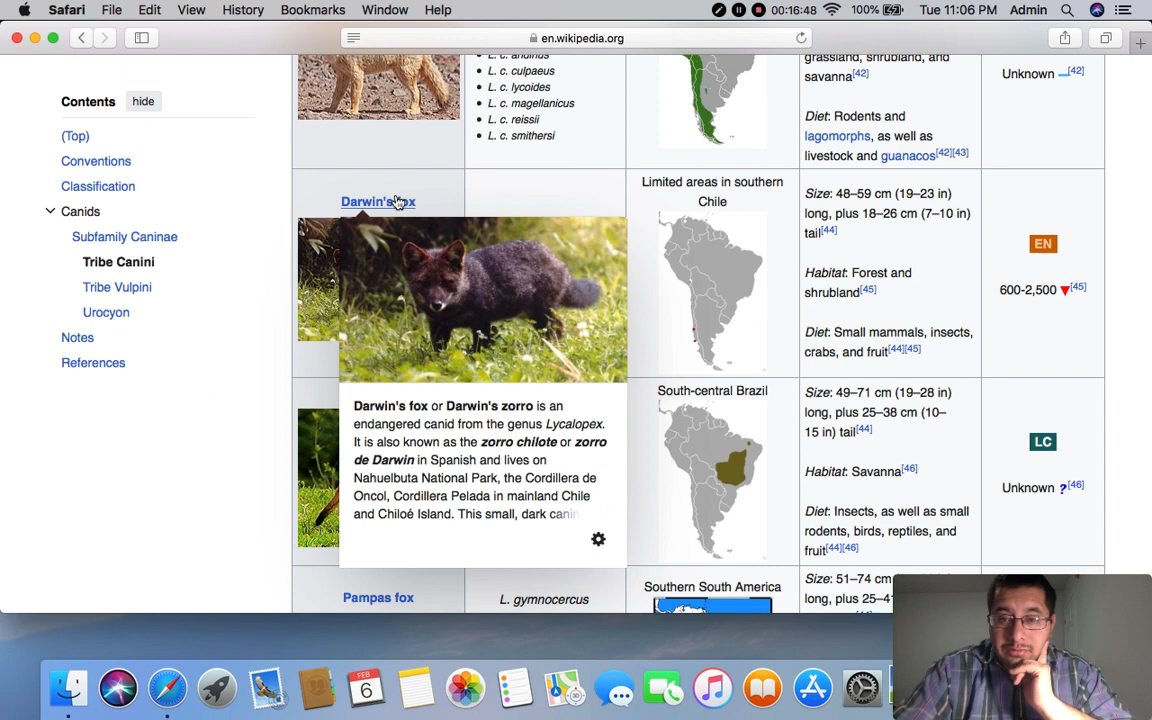 Safari File Edit View History Bookmarks Window Help 00:16:48 100% Tue 11:06 PM Admin
en.wikipedia.org
Contents hide
(Top)
Conventions
Classification
Canids
Subfamily Caninae
Tribe Canini
Tribe Vulpini
Urocyon
Notes
References
L. c. andinus
L. c. culpaeus
L. c. lycoides
L. c. magellanicus
L. c. reissii
L. c. smithersi
grassland, shrubland, and
savanna[42]
Diet: Rodents and
lagomorphs, as well as
livestock and guanacos[42][43]
Unknown [42]
Darwin's fox
Limited areas in southern
Chile
Size: 48–59 cm (19–23 in)
long, plus 18–26 cm (7–10 in)
tail[44]
Habitat: Forest and
shrubland[45]
Diet: Small mammals, insects,
crabs, and fruit[44][45]
EN
600-2,500 [45]
Darwin's fox or Darwin's zorro is an
endangered canid from the genus Lycalopex.
It is also known as the zorro chilote or zorro
de Darwin in Spanish and lives on
Nahuelbuta National Park, the Cordillera de
Oncol, Cordillera Pelada in mainland Chile
and Chiloé Island. This small, dark canin
South-central Brazil
Size: 49–71 cm (19–28 in)
long, plus 25–38 cm (10–
15 in) tail[44]
Habitat: Savanna[46]
Diet: Insects, as well as small
rodents, birds, reptiles, and
fruit[44][46]
LC
Unknown ?[46]
Pampas fox
L. gymnocercus
Southern South America
Size: 51–74 cm
long, plus 25–4
FEB
6
3D